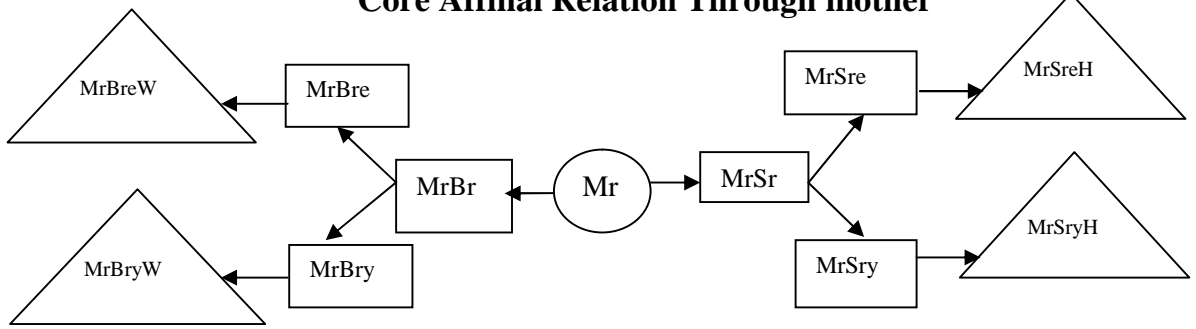 Core Affinal Relation Through mother
MrBreW
MrBre
MrSre
MrSreH
MrBr
Mr
MrSr
MrBryW
MrBry
MrSry
MrSryH